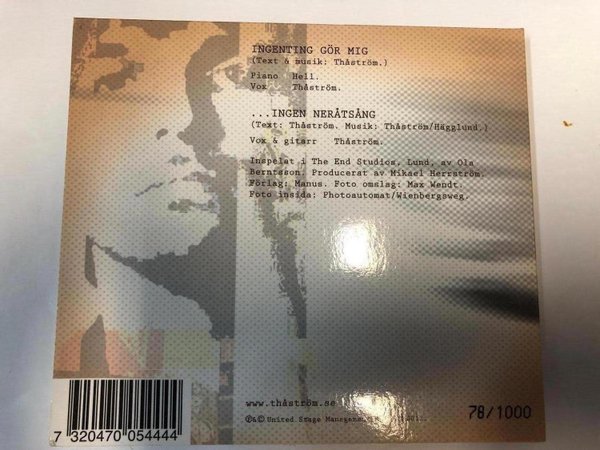 INGENTING GÖR MIG
(Text & musik: Thåström.)
Piano Hell.
Vox Thåström.
...INGEN NERÅTSÅNG
(Text: Thåström. Musik: Thåström/Hägglund.)
Vox & gitarr Thåström.
Inspelat i The End Studios, Lund, av Ola
Berntsson. Producerat av Mikael Herrström.
Förlag: Manus. Foto omslag: Max Wendt.
Foto insida: Photoautomat/Wienbergsweg.
www.thåström.se
℗&© United Stage
78/1000
7 320470 054444